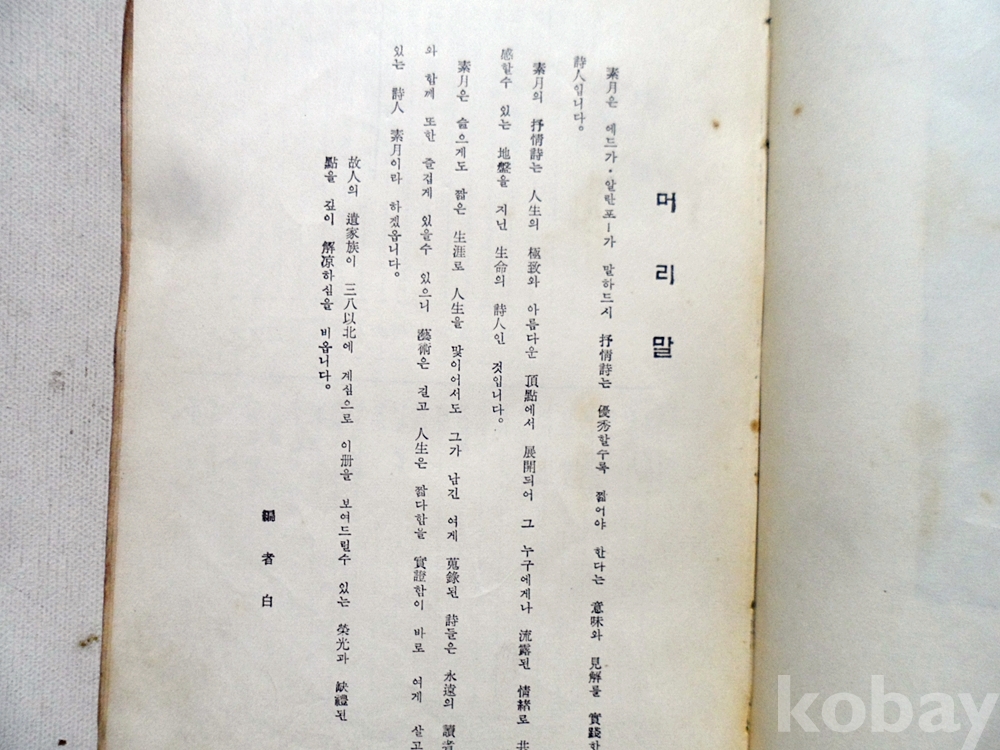 머리말
素月은 에드가·알란포ー가 말하드시 抒情詩는 優秀할수록 짧어야 한다는 意味와 見解를 實踐한
詩人입니다。
素月의 抒情詩는 人生의 極致와 아름다운 頂點에서 展開되어 그 누구에게나 流露된 情緖로
感할수 있는 地盤을 지닌 生命의 詩人인 것입니다。
素月은 슬으게도 짧은 生涯로 人生을 맞이어서도 그가 남긴 여게 蒐錄된 詩들은 永遠의 讀者
와 함께 또한 즐겁게 있을수 있으니 藝術은 길고 人生은 짧다함을 實證함이 바로 여게 살고
있는 詩人 素月이라 하겠읍니다。
故人의 遺家族이 三八以北에 게심으로 이册을 보여드릴수 있는 榮光과 缺禮된
點을 깊이 解凉하심을 비옵니다。
編者白
kobay